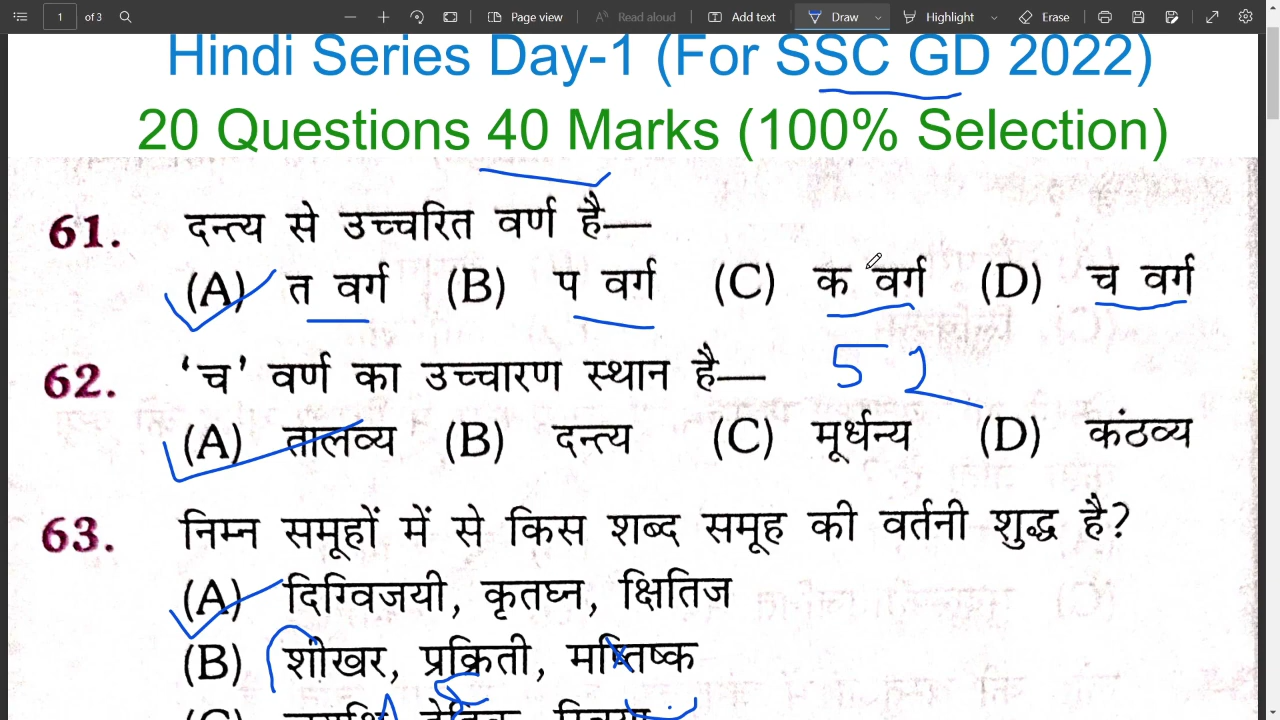 1 of 3 Page view Read aloud Add text Draw Highlight Erase
Hindi Series Day-1 (For SSC GD 2022)
20 Questions 40 Marks (100% Selection)
61. दन्त्य से उच्चरित वर्ण है—
(A) त वर्ग (B) प वर्ग (C) क वर्ग (D) च वर्ग
62. ‘च’ वर्ण का उच्चारण स्थान है— 52
(A) तालव्य (B) दन्त्य (C) मूर्धन्य (D) कंठव्य
63. निम्न समूहों में से किस शब्द समूह की वर्तनी शुद्ध है?
(A) दिग्विजयी, कृतघ्न, क्षितिज
(B) शीखर, प्रक्रिती, मष्तिष्क